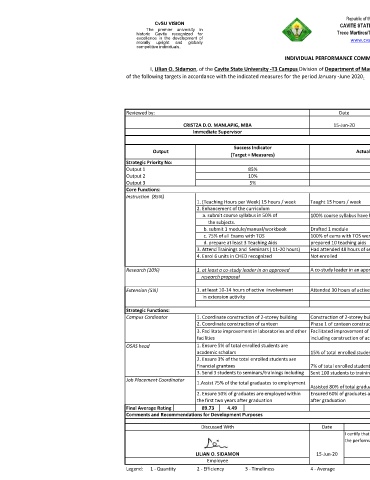 CvSU VISION
The premier university in
historic Cavite recognized for
excellence in the development of
morally upright and globally
competitive individuals.
Republic of
CAVITE STATE
Trece Martires
www.cvs
INDIVIDUAL PERFORMANCE COMM
I, Lilian O. Sidamon, of the Cavite State University -T3 Campus Division of Department of Ma
of the following targets in accordance with the indicated measures for the period January -June 2020,
Reviewed by: Date
CRISTZA D.O. MANLAPIG, MBA 15-Jun-20
Immediate Supervisor
Output Success Indicator Actual
(Target + Measures)
Strategic Priority No:
Output 1 85%
Output 2 10%
Output 3 5%
Core Functions:
Instruction (85%)
1. (Teaching Hours per Week) 15 hours / week Taught 15 hours / week
2. Enhancement of the curriculum
a. submit course syllabus in 50% of 100% course syllabus have
the subjects.
b. submit 1 module/manual/workbook Drafted 1 module
c. 75% of all Exams with TOS 100% of exms with TOS
d. prepare at least 3 Teaching Aids prepared 10 teaching aids
3. Attend Trainings and Seminars ( 11-20 hours) Had attended 48 hours of
4. Enrol 6 units in CHED recognized Not enrolled
Research (10%) 1. at least a co-study leader in an approved A co-study leader in an
research proposal
Extension (5%) 1. at least 10-14 hours of active involvement Attended 30 hours of active
in extension activity
Strategic Functions:
Campus Cordinator 1. Coordinate construction of 2-storey building Construction of 2-storey
2. Coordinate construction of canteen Phase 1 of canteen construc
3. Facilitate improvement in laboratories and other Facilitated improvement of
facilities including construction of
OSAS head 1. Ensure 3% of total enrolled students are
academic scholars 15% of total enrolled studen
2. Ensure 3% of the total enrolled students are
financial grantees 7% of total enrolled student
3. Send 3 students to seminars/training including Sent 100 students to trainin
Job Placement Coordinator
1.Assist 75% of the total graduates to employment
Assisted 80% of total gradua
2. Ensure 50% of graduates are employed within Ensured 60% of graduates
the first two years after graduation after graduation
Final Average Rating 89.73 4.49
Comments and Recommendations for Development Purposes
Discussed With Date
I certify that
the perform
LILIAN O. SIDAMON 15-Jun-20
Employee
Legend: 1 - Quantity 2 - Efficiency 3 - Timeliness 4 - Average